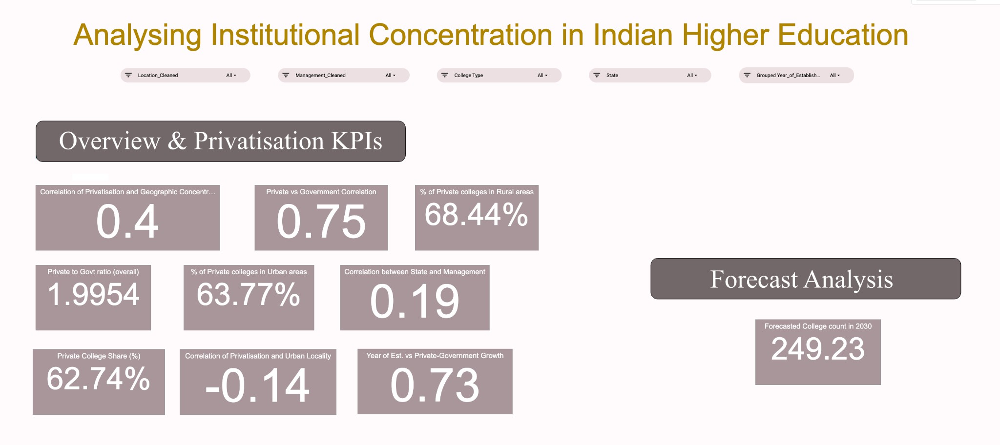 Analysing Institutional Concentration in Indian Higher Education
Location_Cleaned All
Management_Cleaned All
College Type All
State All
Grouped Year_of_Establish... All
Overview & Privatisation KPIs
Correlation of Privatisation and Geographic Concentr...
0.4
Private vs Government Correlation
0.75
% of Private colleges in Rural areas
68.44%
Private to Govt ratio (overall)
1.9954
% of Private colleges in Urban areas
63.77%
Correlation between State and Management
0.19
Private College Share (%)
62.74%
Correlation of Privatisation and Urban Locality
-0.14
Year of Est. vs Private-Government Growth
0.73
Forecast Analysis
Forecasted College count in 2030
249.23